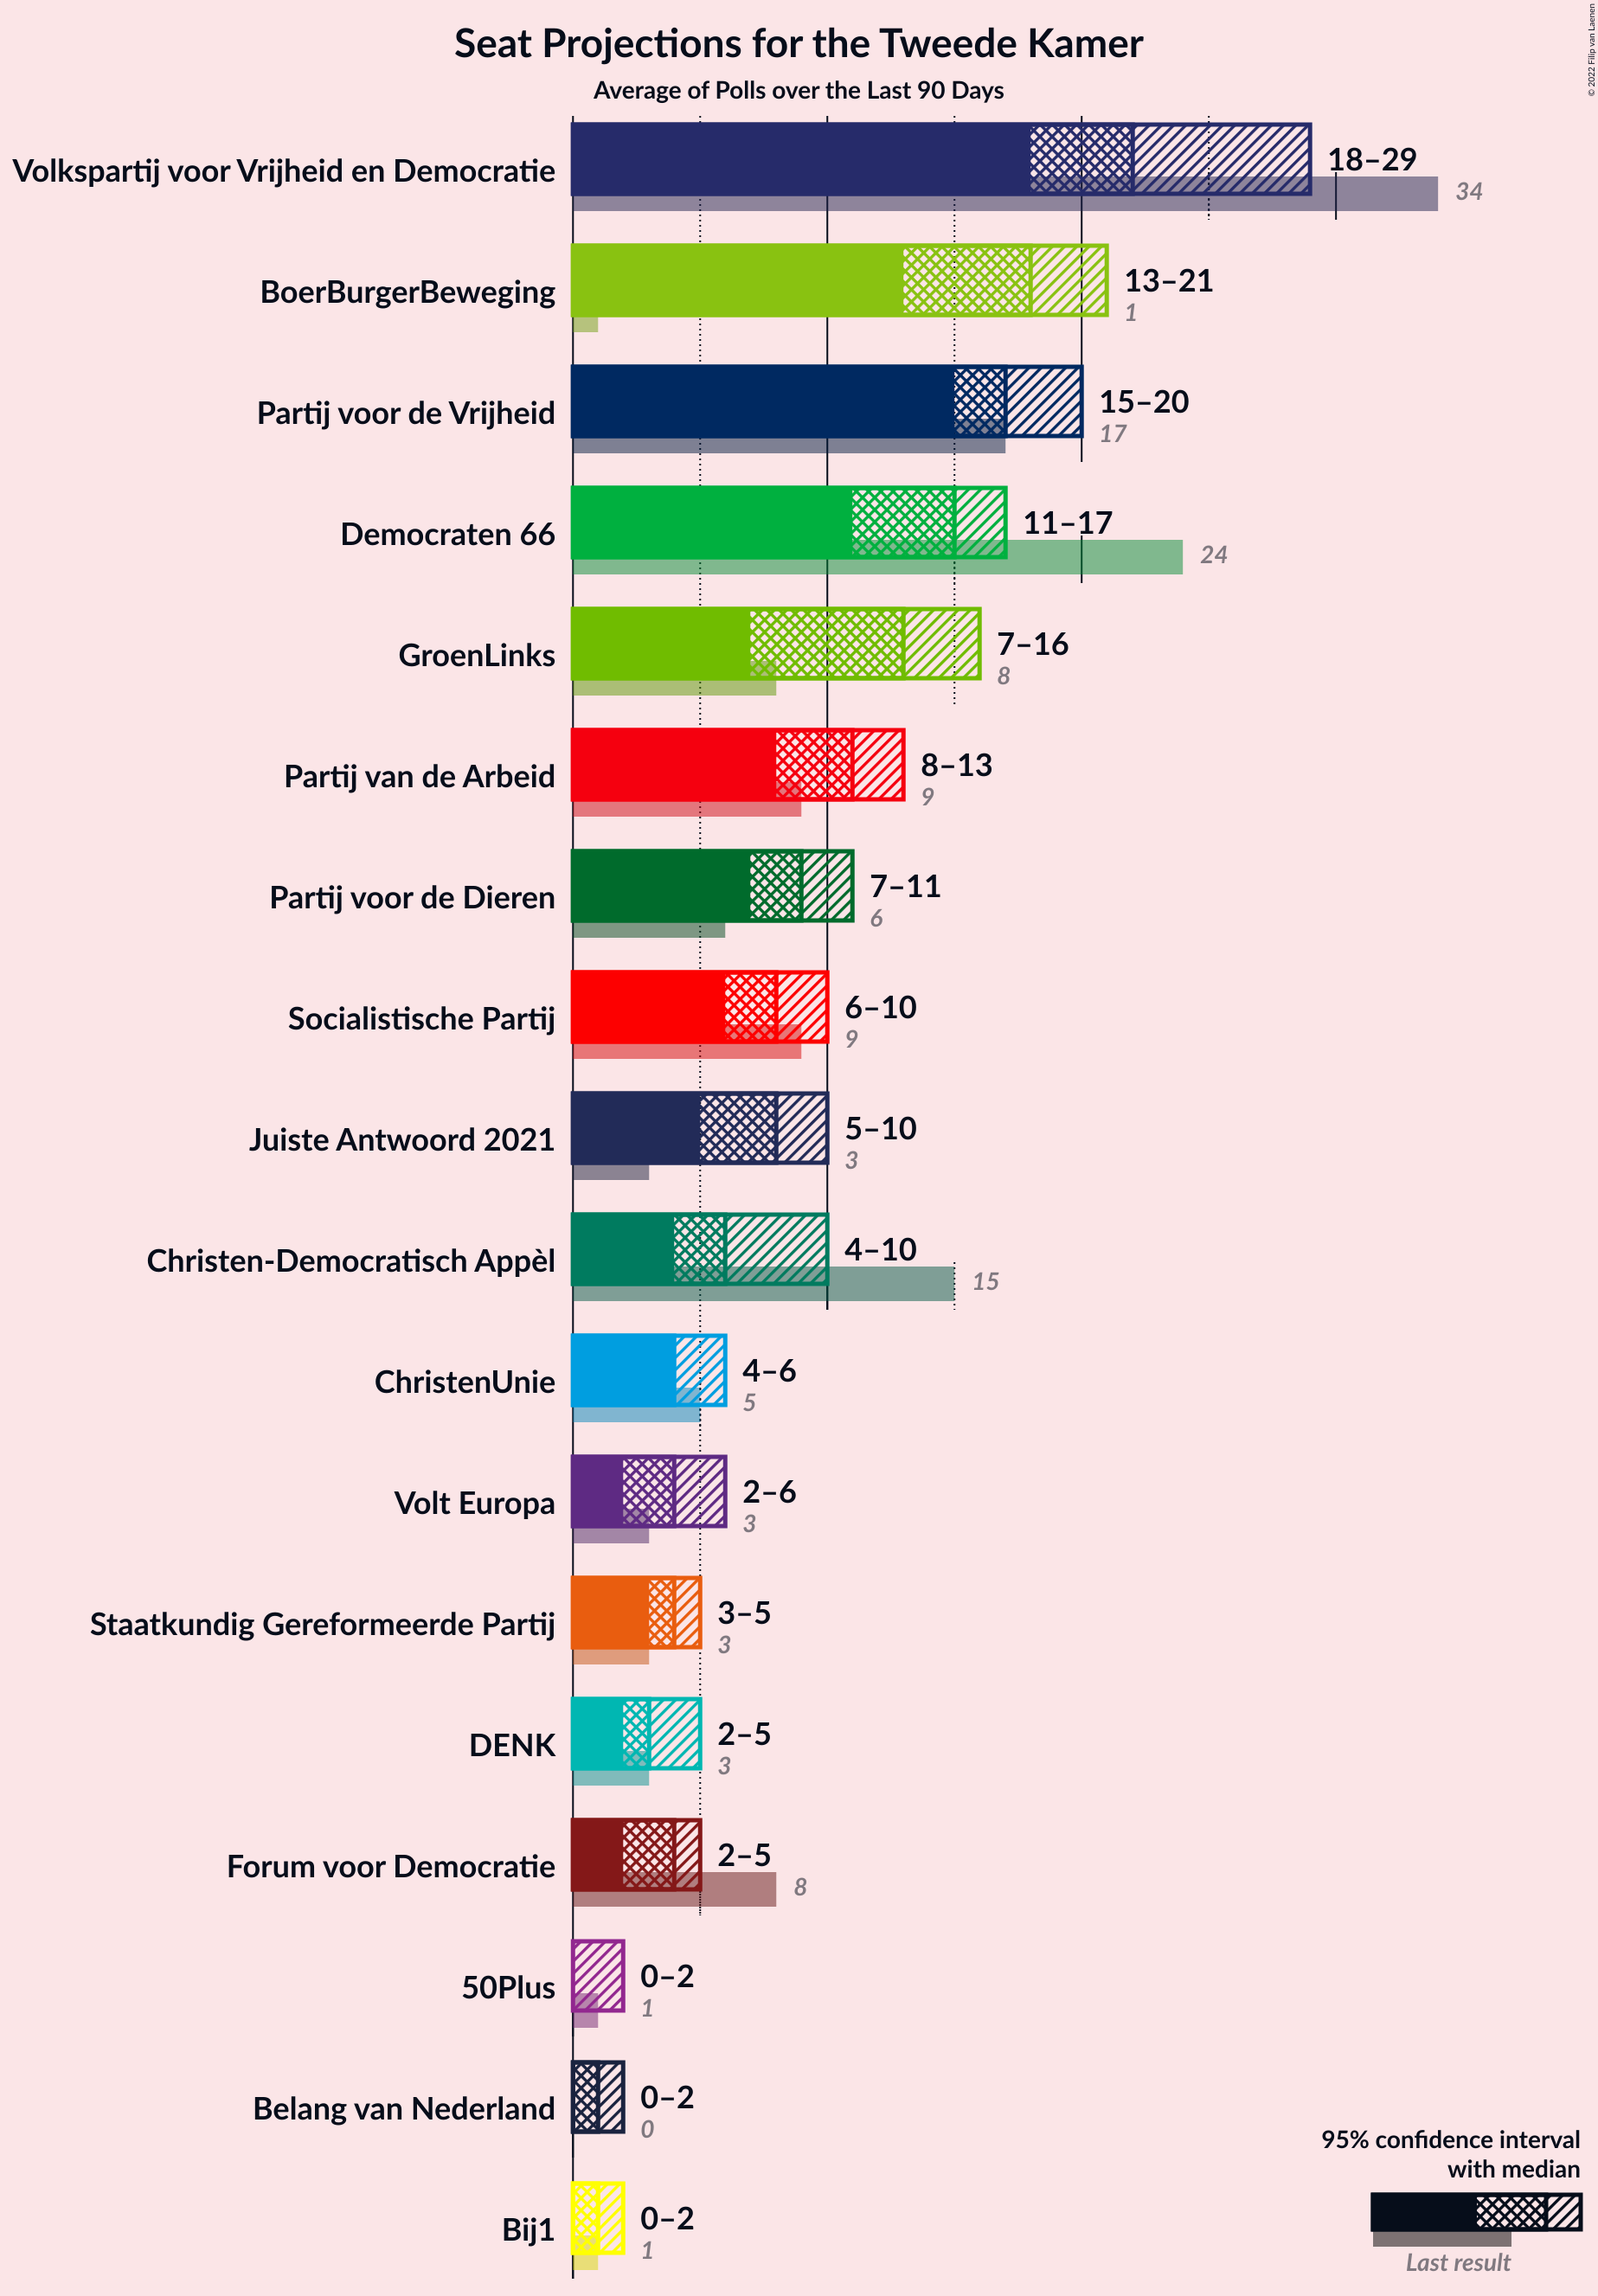 Seat Projections for the Tweede Kamer
Average of Polls over the Last 90 Days
© 2022 Filip van Laenen
Volkspartij voor Vrijheid en Democratie
18–29
34
BoerBurgerBeweging
13–21
1
Partij voor de Vrijheid
15–20
17
Democraten 66
11–17
24
GroenLinks
7–16
8
Partij van de Arbeid
8–13
9
Partij voor de Dieren
7–11
6
Socialistische Partij
6–10
9
Juiste Antwoord 2021
5–10
3
Christen-Democratisch Appèl
4–10
15
ChristenUnie
4–6
5
Volt Europa
2–6
3
Staatkundig Gereformeerde Partij
3–5
3
DENK
2–5
3
Forum voor Democratie
2–5
8
50Plus
0–2
1
Belang van Nederland
0–2
0
Bij1
0–2
1
95% confidence interval
with median
Last result